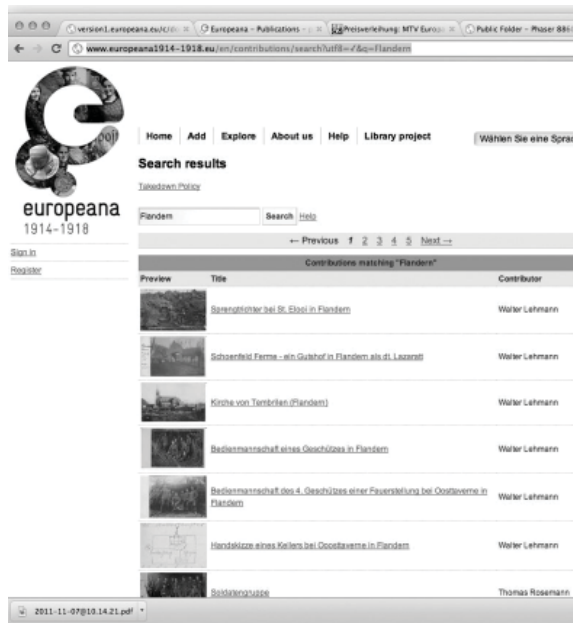 version1.europeana.eu/c/
Europeana - Publications -
Preisverleihung: MTV Europ
Public Folder - Phaser 886
www.europeana1914-1918.eu/en/contributions/search?utf8=✓&q=Flandern
Home Add Explore About us Help Library project
Wählen Sie eine Sprac
Search results
Takedown Policy
europeana
1914-1918
Flandern Search Help
Sign in
Register
← Previous 1 2 3 4 5 Next →
Contributions matching "Flandern"
Preview Title Contributor
Sprengtrichter bei St. Elooi in Flandern Walter Lehmann
Schoenfeld Ferme - ein Gutshof in Flandern als dt. Lazarett Walter Lehmann
Kirche von Tembrilen (Flandern) Walter Lehmann
Bedienmannschaft eines Geschützes in Flandern Walter Lehmann
Bedienmannschaft des 4. Geschützes einer Feuerstellung bei Oosttaverne in
Flandern Walter Lehmann
Handskizze eines Kellers bei Ooosttaverne in Flandern Walter Lehmann
Soldatengruppe Thomas Rosemann
2011-11-07@10.14.21.pdf